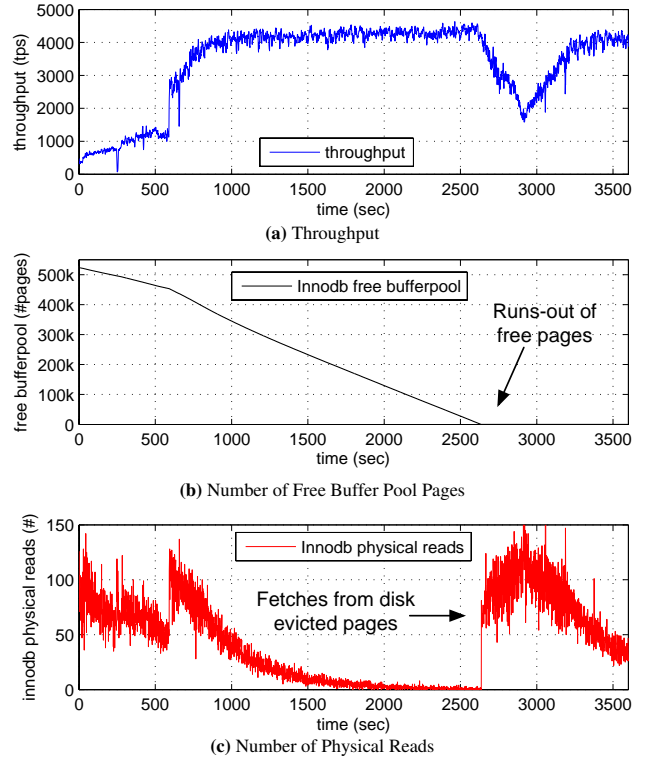 5000
4000
3000
2000
1000
0
throughput (tps)
throughput
0 500 1000 1500 2000 2500 3000 3500
time (sec)
(a) Throughput
500k
400k
300k
200k
100k
0
free bufferpool (#pages)
Innodb free bufferpool
Runs-out of
free pages
0 500 1000 1500 2000 2500 3000 3500
time (sec)
(b) Number of Free Buffer Pool Pages
150
100
50
0
innodb physical reads (#)
Innodb physical reads
Fetches from disk
evicted pages
0 500 1000 1500 2000 2500 3000 3500
time (sec)
(c) Number of Physical Reads